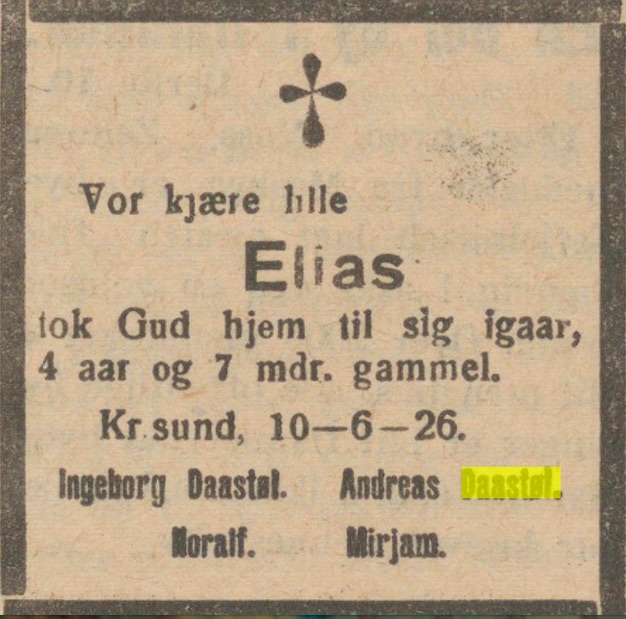 Vor kjære lille
Elias
tok Gud hjem til sig igaar,
4 aar og 7 mdr. gammel.
Kr.sund, 10—6—26.
Ingeborg Daastøl. Andreas Daastøl.
Noralf. Mirjam.